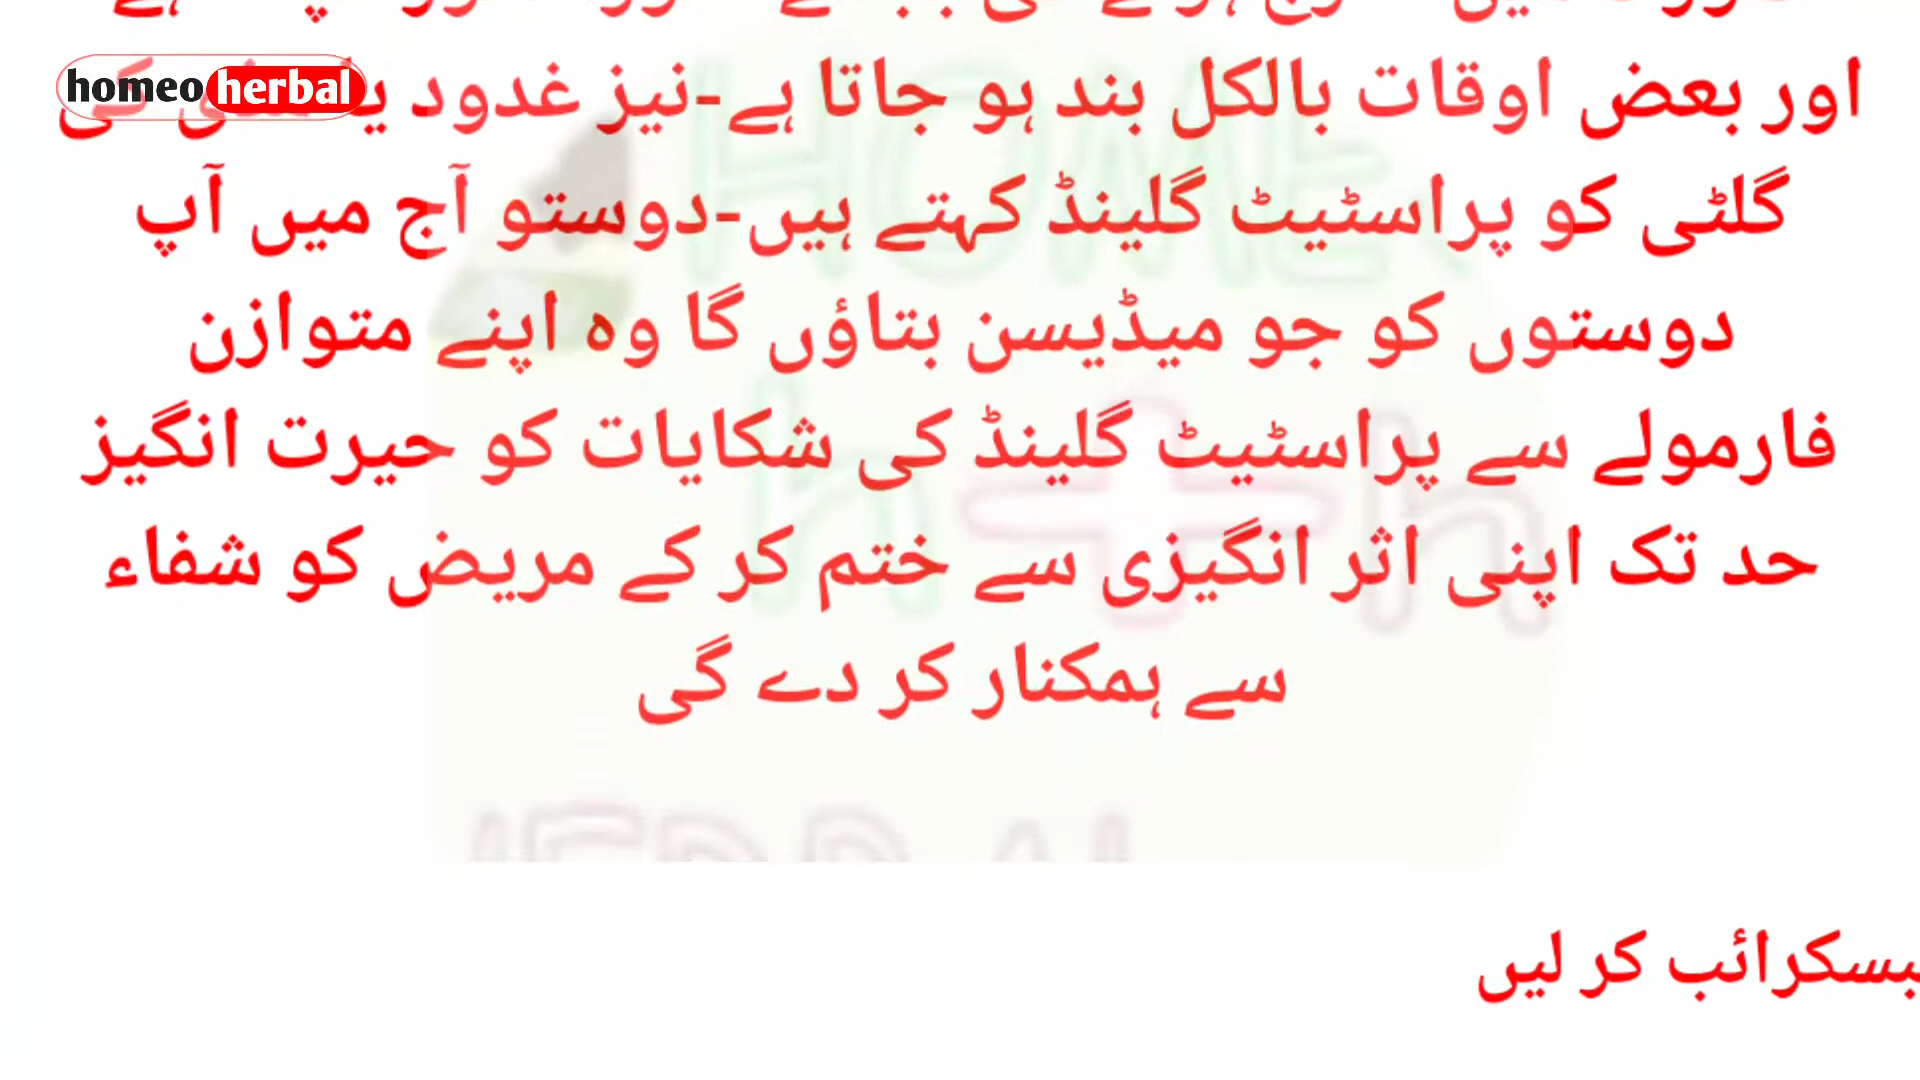 اور بعض اوقات بالکل بند ہو جاتا ہے-نیز غدود یا کی
homeo herbal
گلٹی کو پراسٹیٹ گلینڈ کہتے ہیں-دوستو آج میں آپ
دوستوں کو جو میڈیسن بتاؤں گا وہ اپنے متوازن
فارمولے سے پراسٹیٹ گلینڈ کی شکایات کو حیرت انگیز
حد تک اپنی اثر انگیزی سے ختم کر کے مریض کو شفاء
سے ہمکنار کر دے گی
HOME
h+h
کر لیں